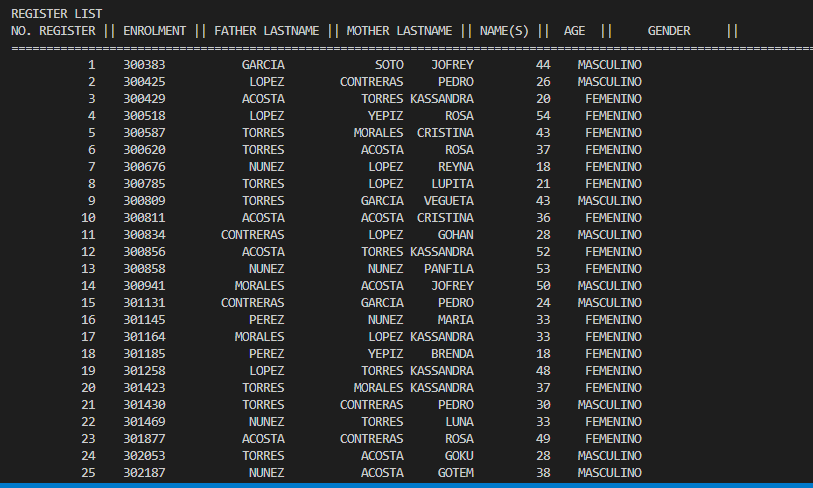 REGISTER LIST
NO. REGISTER || ENROLMENT || FATHER LASTNAME || MOTHER LASTNAME || NAME(S) || AGE || GENDER ||
================================================================================
1 300383 GARCIA SOTO JOFREY 44 MASCULINO
2 300425 LOPEZ CONTRERAS PEDRO 26 MASCULINO
3 300429 ACOSTA TORRES KASSANDRA 20 FEMENINO
4 300518 LOPEZ YEPIZ ROSA 54 FEMENINO
5 300587 TORRES MORALES CRISTINA 43 FEMENINO
6 300620 TORRES ACOSTA ROSA 37 FEMENINO
7 300676 NUNEZ LOPEZ REYNA 18 FEMENINO
8 300785 TORRES LOPEZ LUPITA 21 FEMENINO
9 300809 TORRES GARCIA VEGUETA 43 MASCULINO
10 300811 ACOSTA ACOSTA CRISTINA 36 FEMENINO
11 300834 CONTRERAS LOPEZ GOHAN 28 MASCULINO
12 300856 ACOSTA TORRES KASSANDRA 52 FEMENINO
13 300858 NUNEZ NUNEZ PANFILA 53 FEMENINO
14 300941 MORALES ACOSTA JOFREY 50 MASCULINO
15 301131 CONTRERAS GARCIA PEDRO 24 MASCULINO
16 301145 PEREZ NUNEZ MARIA 33 FEMENINO
17 301164 MORALES LOPEZ KASSANDRA 33 FEMENINO
18 301185 PEREZ YEPIZ BRENDA 18 FEMENINO
19 301258 LOPEZ TORRES KASSANDRA 48 FEMENINO
20 301423 TORRES MORALES KASSANDRA 37 FEMENINO
21 301430 TORRES CONTRERAS PEDRO 30 MASCULINO
22 301469 NUNEZ TORRES LUNA 33 FEMENINO
23 301877 ACOSTA CONTRERAS ROSA 49 FEMENINO
24 302053 TORRES ACOSTA GOKU 28 MASCULINO
25 302187 NUNEZ ACOSTA GOTEM 38 MASCULINO